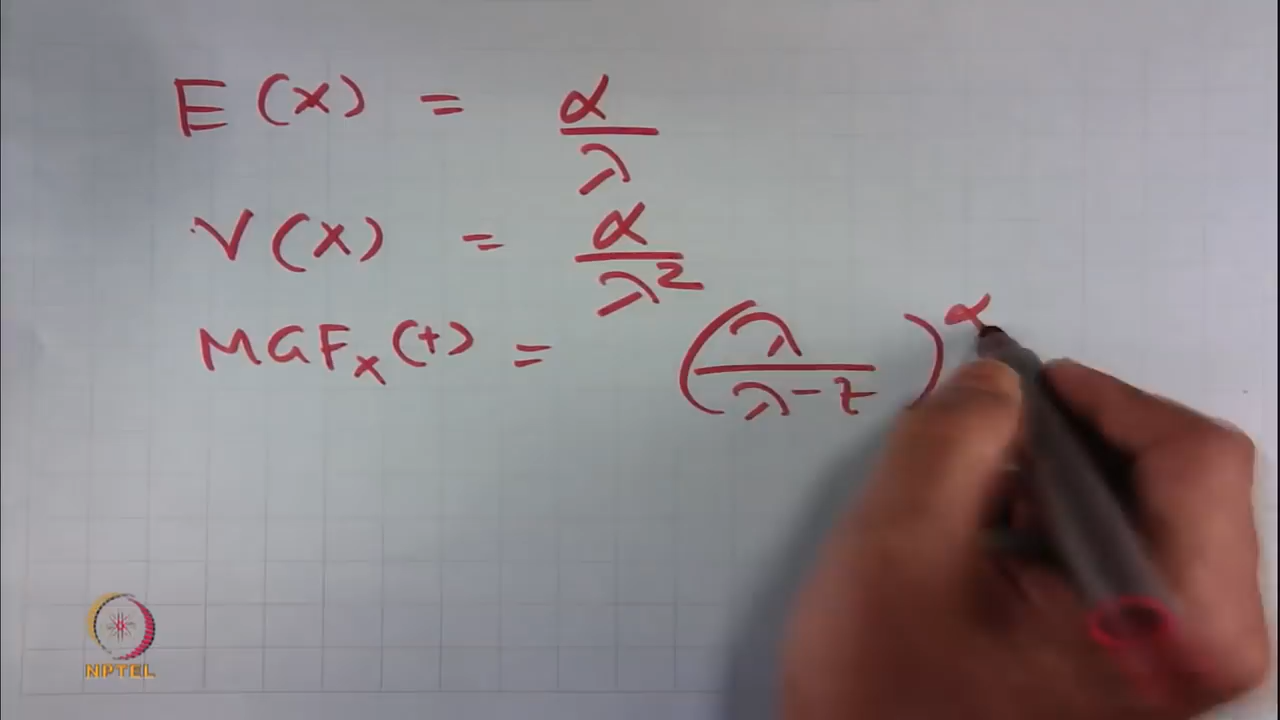 E(x) = α/λ
V(x) = α/λ²
MGFₓ(t) = (λ/(λ-t))^α
NPTEL